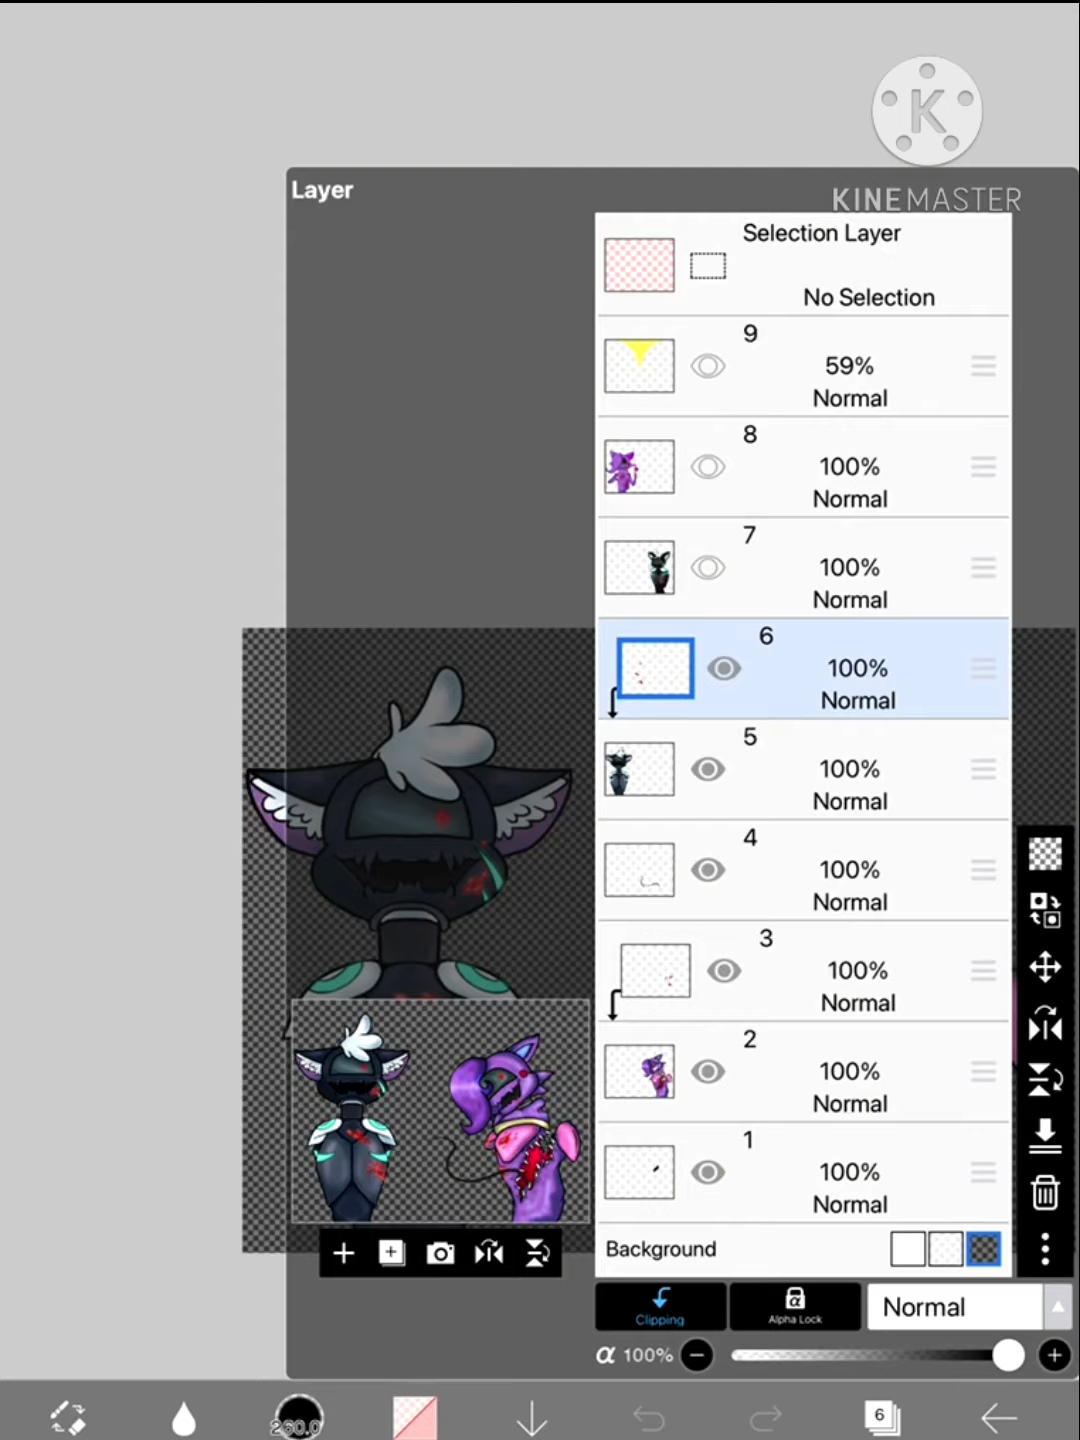 K
KINEMASTER
Layer
Selection Layer
No Selection
9
59%
Normal
8
100%
Normal
7
100%
Normal
6
100%
Normal
5
100%
Normal
4
100%
Normal
3
100%
Normal
2
100%
Normal
1
100%
Normal
Background
Clipping
α
Alpha Lock
Normal
α 100%
260.0
6